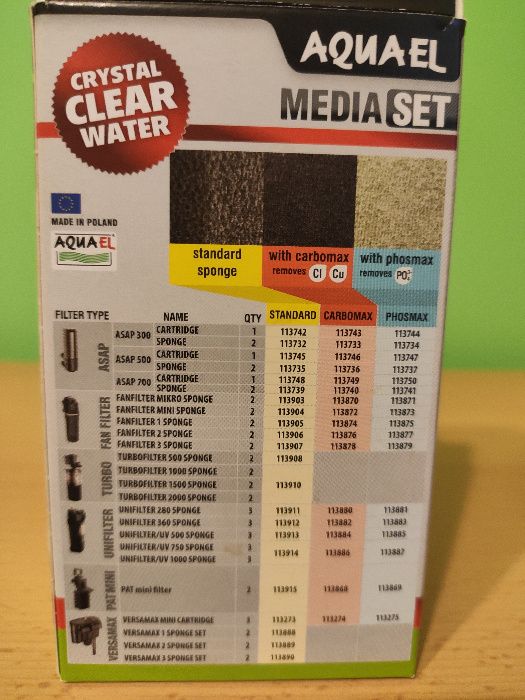 AQUAEL
MEDIA SET
CRYSTAL
CLEAR
WATER
MADE IN POLAND
AQUAEL
standard
sponge
with carbomax
removes Cl Cu
with phosmax
removes PO₄³⁻
FILTER TYPE NAME QTY STANDARD CARBOMAX PHOSMAX
ASAP
ASAP 300 CARTRIDGE 1 113742 113743 113744
SPONGE 2 113732 113733 113734
ASAP 500 CARTRIDGE 1 113745 113746 113747
SPONGE 2 113735 113736 113737
ASAP 700 CARTRIDGE 1 113748 113749 113750
SPONGE 2 113739 113740 113741
FAN FILTER
FANFILTER MIKRO SPONGE 2 113903 113870 113871
FANFILTER MINI SPONGE 2 113904 113872 113873
FANFILTER 1 SPONGE 2 113905 113874 113875
FANFILTER 2 SPONGE 2 113906 113876 113877
FANFILTER 3 SPONGE 2 113907 113878 113879
TURBO
TURBOFILTER 500 SPONGE 2 113908
TURBOFILTER 1000 SPONGE 2
TURBOFILTER 1500 SPONGE 2 113910
TURBOFILTER 2000 SPONGE 2
UNIFILTER
UNIFILTER 280 SPONGE 3 113911 113880 113881
UNIFILTER 360 SPONGE 3 113912 113882 113883
UNIFILTER/UV 500 SPONGE 3 113913 113884 113885
UNIFILTER/UV 750 SPONGE 3 113914 113886 113887
UNIFILTER/UV 1000 SPONGE 3
PAT MINI
PAT mini filter 2 113915 113868 113869
VERSAMAX
VERSAMAX MINI CARTRIDGE 3 113273 113274 113275
VERSAMAX 1 SPONGE SET 2 113888
VERSAMAX 2 SPONGE SET 2 113889
VERSAMAX 3 SPONGE SET 2 113890